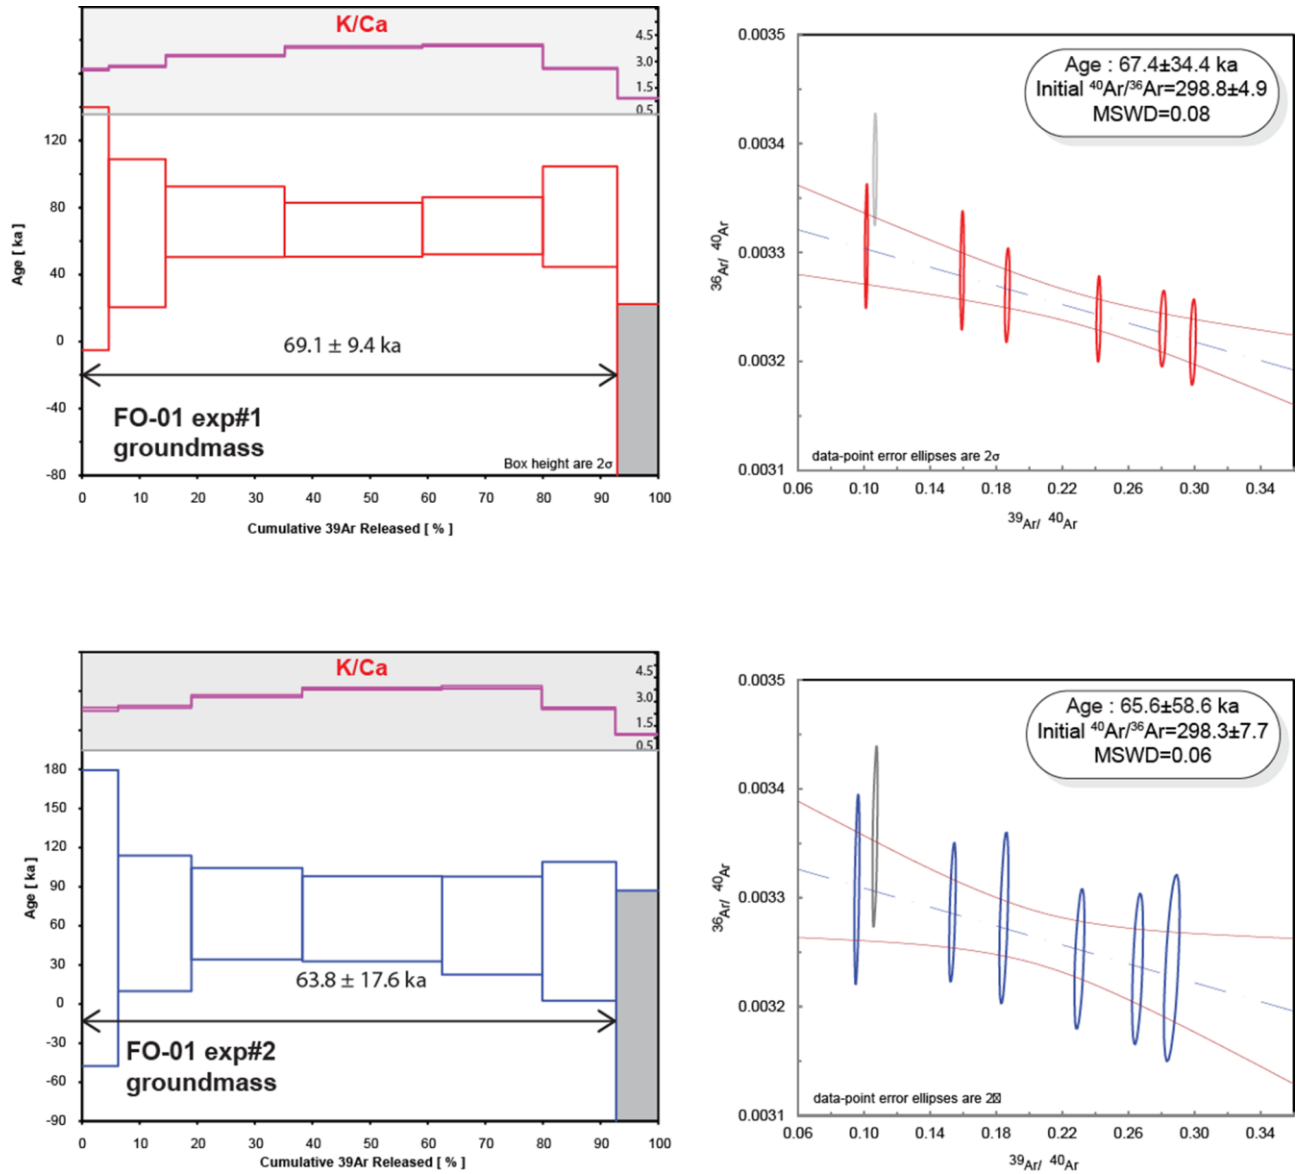 K/Ca
4.5
3.0
1.5
0.5
120
80
40
0
-40
-80
Age [ ka ]
69.1 ± 9.4 ka
FO-01 exp#1
groundmass
Box height are 2σ
0 10 20 30 40 50 60 70 80 90 100
Cumulative 39Ar Released [ % ]
0.0035
0.0034
0.0033
0.0032
0.0031
36Ar/ 40Ar
Age : 67.4±34.4 ka
Initial 40Ar/36Ar=298.8±4.9
MSWD=0.08
data-point error ellipses are 2σ
0.06 0.10 0.14 0.18 0.22 0.26 0.30 0.34
39Ar/ 40Ar
K/Ca
4.5
3.0
1.5
0.5
180
150
120
90
60
30
0
-30
-60
-90
Age [ ka ]
63.8 ± 17.6 ka
FO-01 exp#2
groundmass
0 10 20 30 40 50 60 70 80 90 100
Cumulative 39Ar Released [ % ]
0.0035
0.0034
0.0033
0.0032
0.0031
36Ar/ 40Ar
Age : 65.6±58.6 ka
Initial 40Ar/36Ar=298.3±7.7
MSWD=0.06
data-point error ellipses are 2
0.06 0.10 0.14 0.18 0.22 0.26 0.30 0.34
39Ar/ 40Ar